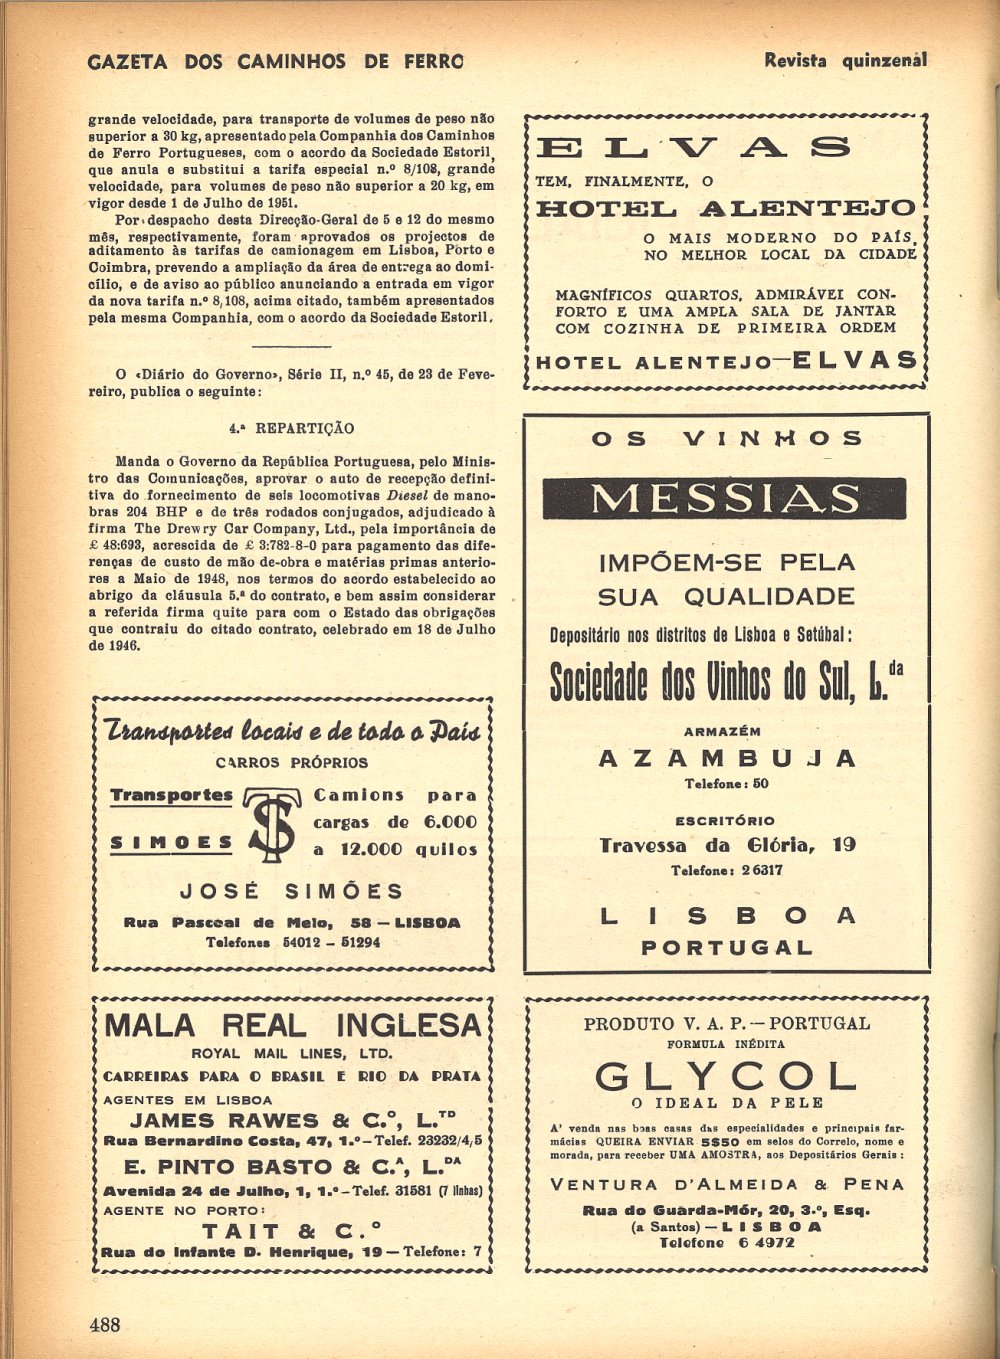 GAZETA DOS CAMINHOS DE FERRO
Revista quinzenal
grande velocidade, para transporte de volumes de peso não
superior a 30 kg, apresentado pela Companhia dos Caminhos
de Ferro Portugueses, com o acordo da Sociedade Estoril,
que anula e substitui a tarifa especial n.º 8/108, grande
velocidade, para volumes de peso não superior a 20 kg, em
vigor desde 1 de Julho de 1951.
Por despacho desta Direcção-Geral de 5 e 12 do mesmo
mês, respectivamente, foram aprovados os projectos de
aditamento às tarifas de camionagem em Lisboa, Porto e
Coimbra, prevendo a ampliação da área de entrega ao domi-
cílio, e de aviso ao público anunciando a entrada em vigor
da nova tarifa n.º 8,108, acima citado, também apresentados
pela mesma Companhia, com o acordo da Sociedade Estoril.
O «Diário do Governo», Série II, n.º 45, de 23 de Feve-
reiro, publica o seguinte:
4.ª REPARTIÇÃO
Manda o Governo da República Portuguesa, pelo Minis-
tro das Comunicações, aprovar o auto de recepção defini-
tiva do fornecimento de seis locomotivas Diesel de mano-
bras 204 BHP e de três rodados conjugados, adjudicado à
firma The Drewry Car Company, Ltd., pela importância de
£ 48:693, acrescida de £ 3:782-8-0 para pagamento das dife-
renças de custo de mão de-obra e matérias primas anterio-
res a Maio de 1948, nos termos do acordo estabelecido ao
abrigo da cláusula 5.ª do contrato, e bem assim considerar
a referida firma quite para com o Estado das obrigações
que contraiu do citado contrato, celebrado em 18 de Julho
de 1946.
Transportes locais e de todo o País
CARROS PRÓPRIOS
Transportes
SIMOES
TS
Camions para
cargas de 6.000
a 12.000 quilos
JOSÉ SIMÕES
Rua Pascoal de Melo, 58 — LISBOA
Telefones 54012 - 51294
MALA REAL INGLESA
ROYAL MAIL LINES, LTD.
CARREIRAS PARA O BRASIL E RIO DA PRATA
AGENTES EM LISBOA
JAMES RAWES & C.º, L.TD
Rua Bernardino Costa, 47, 1.º — Telef. 23232/4/5
E. PINTO BASTO & C.A, L.DA
Avenida 24 de Julho, 1, 1.º — Telef. 31581 (7 linhas)
AGENTE NO PORTO:
TAIT & C.º
Rua do Infante D. Henrique, 19 — Telefone: 7
ELVAS
TEM, FINALMENTE, O
HOTEL ALENTEJO
O MAIS MODERNO DO PAÍS,
NO MELHOR LOCAL DA CIDADE
MAGNÍFICOS QUARTOS, ADMIRÁVEI CON-
FORTO E UMA AMPLA SALA DE JANTAR
COM COZINHA DE PRIMEIRA ORDEM
HOTEL ALENTEJO — ELVAS
OS VINHOS
MESSIAS
IMPÕEM-SE PELA
SUA QUALIDADE
Depositário nos distritos de Lisboa e Setúbal:
Sociedade dos Vinhos do Sul, L.da
ARMAZÉM
AZAMBUJA
Telefone: 50
ESCRITÓRIO
Travessa da Glória, 19
Telefone: 26317
LISBOA
PORTUGAL
PRODUTO V. A. P. — PORTUGAL
FORMULA INÉDITA
GLYCOL
O IDEAL DA PELE
A' venda nas boas casas das especialidades e principais far-
mácias QUEIRA ENVIAR 5$50 em selos do Correio, nome e
morada, para receber UMA AMOSTRA, aos Depositários Gerais:
VENTURA D'ALMEIDA & PENA
Rua do Guarda-Mór, 20, 3.º, Esq.
(a Santos) — LISBOA
Telefone 6 4972
488